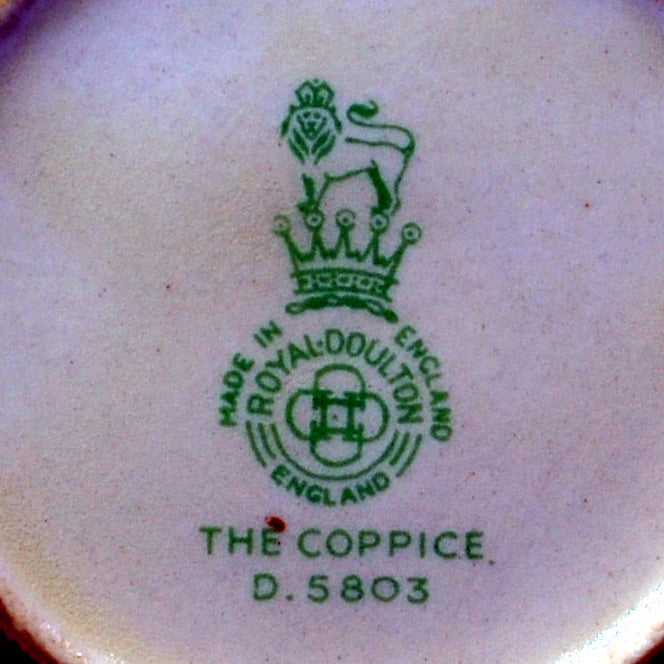 MADE IN ENGLAND
ROYAL·DOULTON
ENGLAND
THE COPPICE.
D.5803